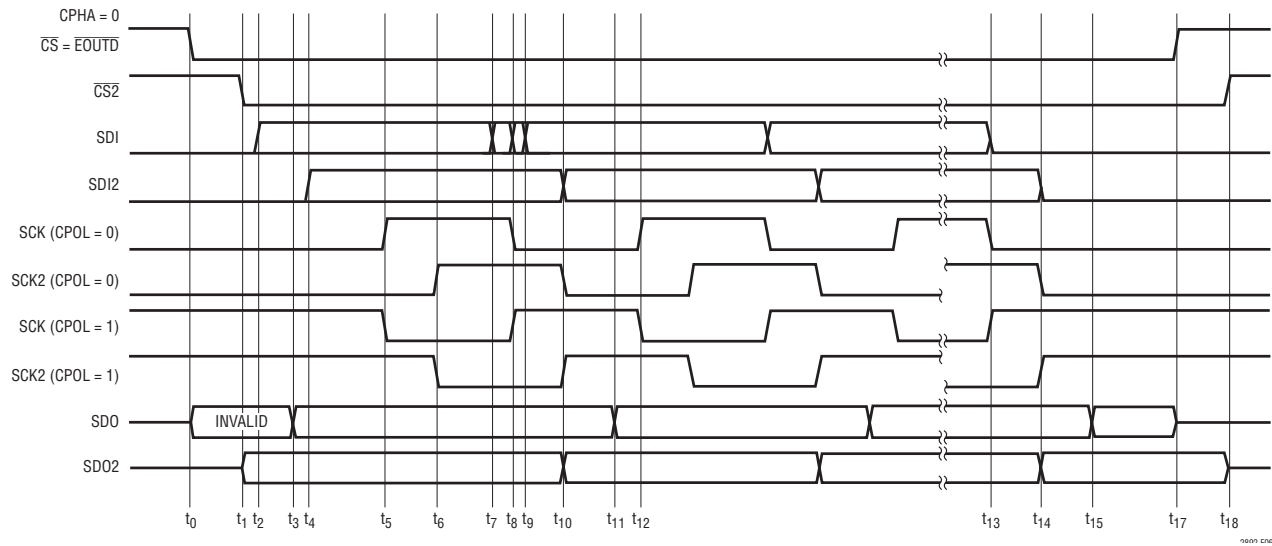 CPHA = 0
CS = EOUTD
CS2
SDI
SDI2
SCK (CPOL = 0)
SCK2 (CPOL = 0)
SCK (CPOL = 1)
SCK2 (CPOL = 1)
SDO INVALID
SDO2
t0 t1 t2 t3 t4 t5 t6 t7 t8 t9 t10 t11 t12 t13 t14 t15 t17 t18
2892 F06